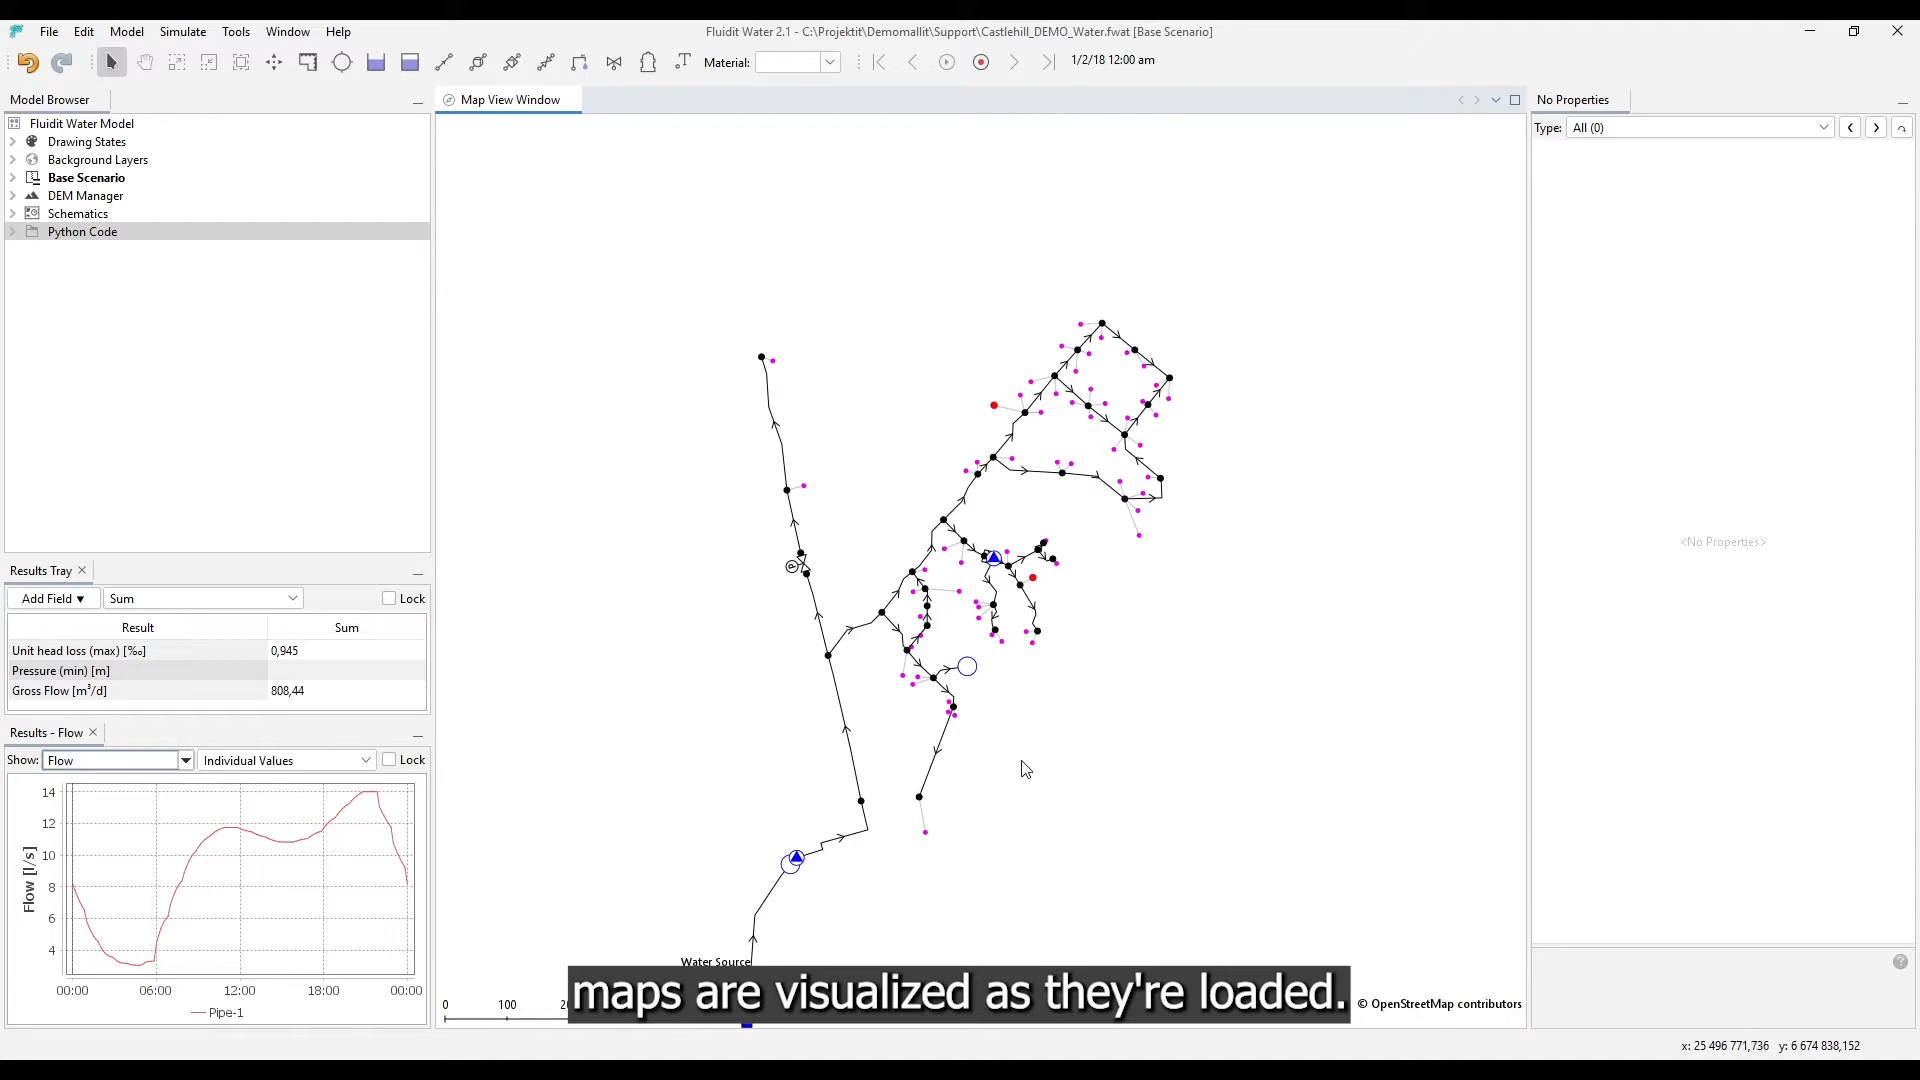 Fluidit Water 2.1 - C:\Projektit\Demomallit\Support\Castlehill_DEMO_Water.fwat [Base Scenario]
File Edit Model Simulate Tools Window Help
Material:
1/2/18 12:00 am
Model Browser
Map View Window
No Properties
Fluidit Water Model
Drawing States
Background Layers
Base Scenario
DEM Manager
Schematics
Python Code
Type: All (0)
<No Properties>
Results Tray
Add Field Sum Lock
Result Sum
Unit head loss (max) [‰] 0,945
Pressure (min) [m]
Gross Flow [m³/d] 808,44
Results - Flow
Show: Flow Individual Values Lock
Flow [l/s]
14
12
10
8
6
4
00:00 06:00 12:00 18:00 00:00
Pipe-1
Water Source
0 100
maps are visualized as they're loaded.
© OpenStreetMap contributors
x: 25 496 771,736 y: 6 674 838,152